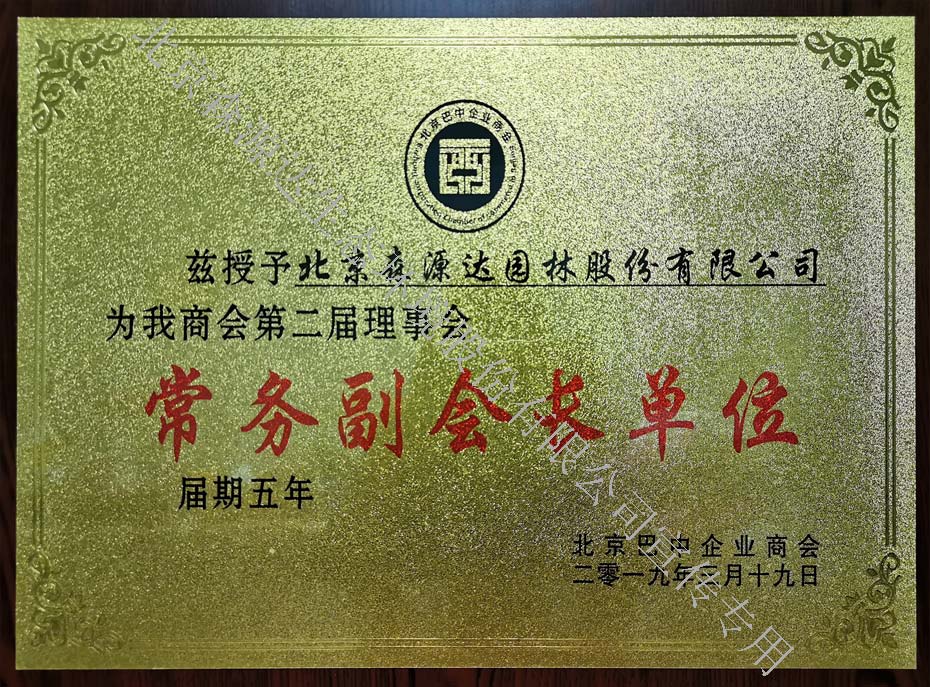 北京巴中企业商会
兹授予北京森源达园林股份有限公司
为我商会第二届理事会
常务副会长单位
届期五年
北京巴中企业商会
二零一九年三月十九日